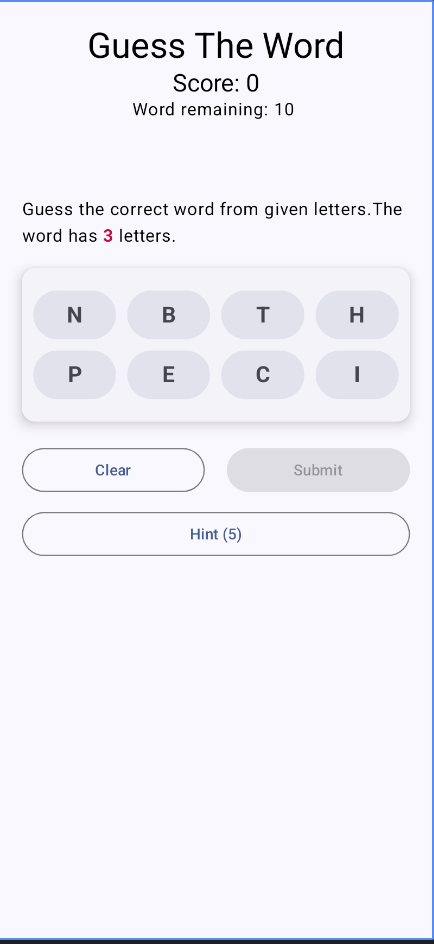 Guess The Word
Score: 0
Word remaining: 10
Guess the correct word from given letters.The
word has 3 letters.
N B T H
P E C I
Clear Submit
Hint (5)